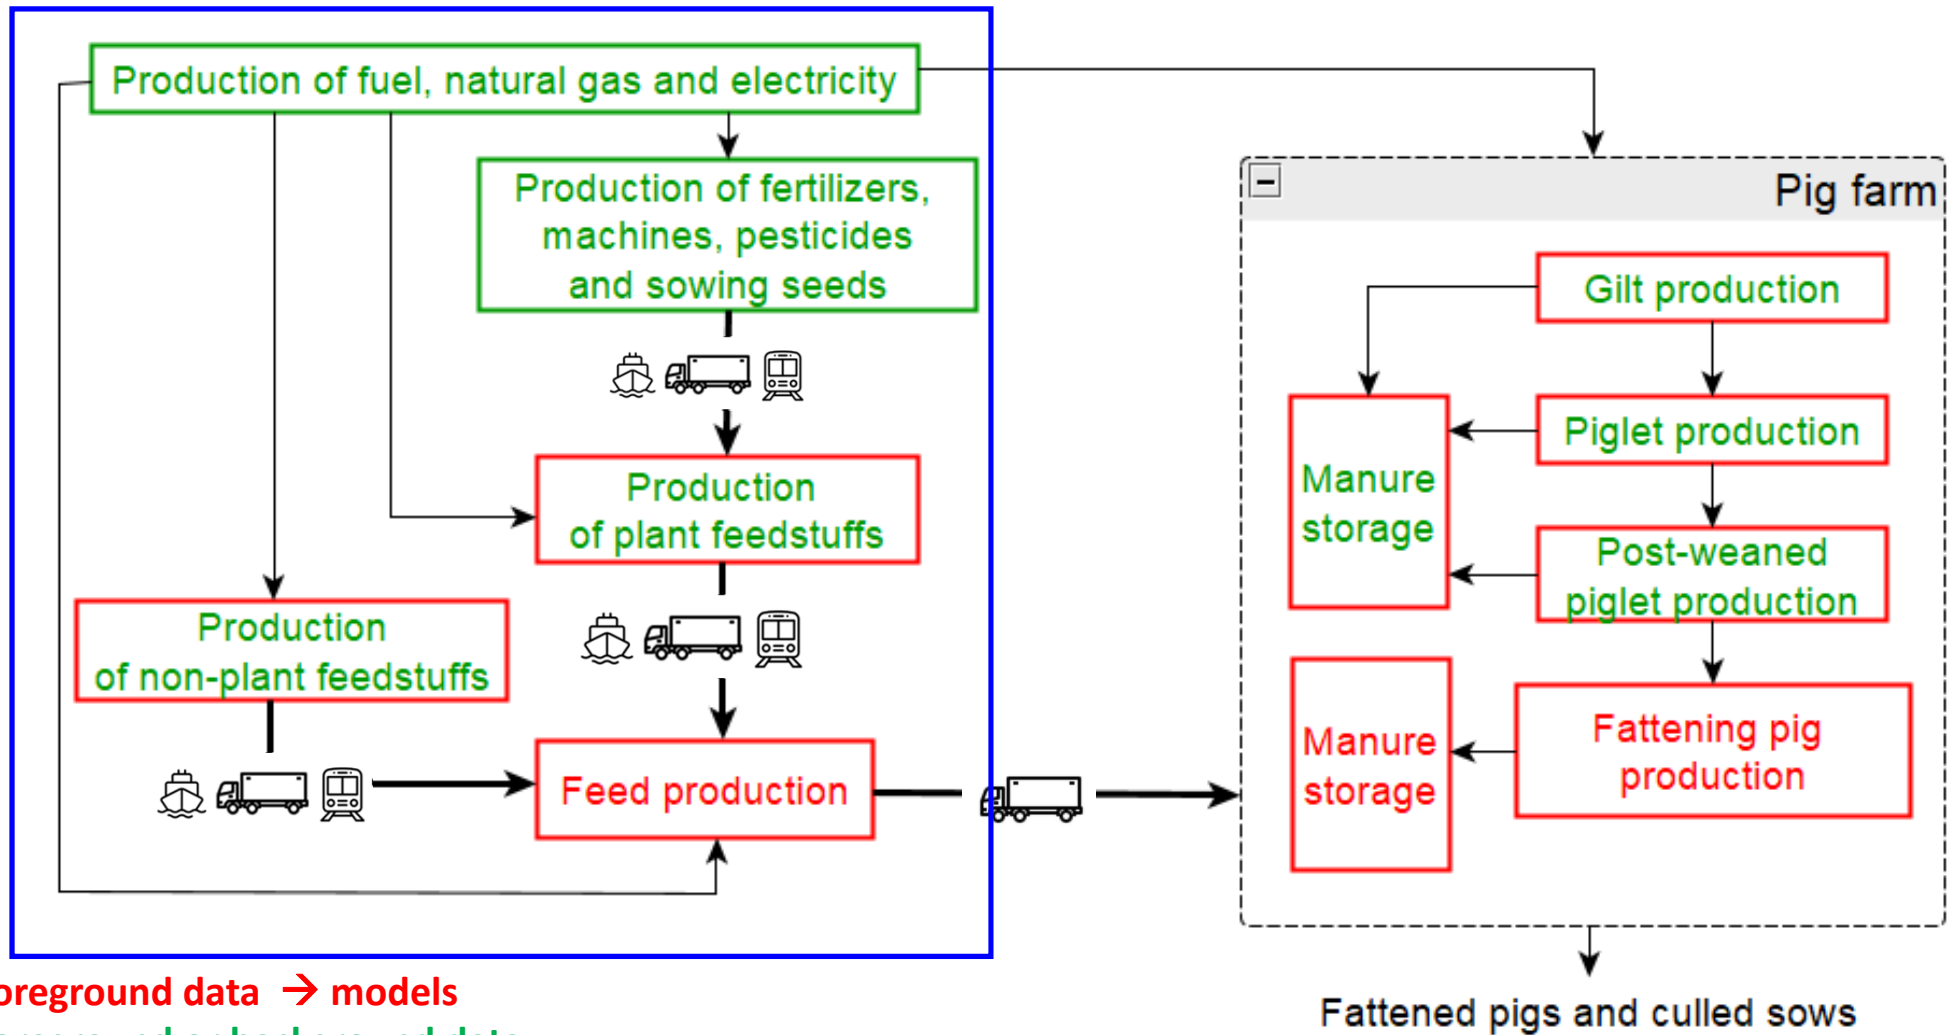 Production of fuel, natural gas and electricity
Production of fertilizers,
machines, pesticides
and sowing seeds
Production
of plant feedstuffs
Production
of non-plant feedstuffs
Feed production
Pig farm
Gilt production
Piglet production
Manure
storage
Post-weaned
piglet production
Manure
storage
Fattening pig
production
Fattened pigs and culled sows
oreground data → models